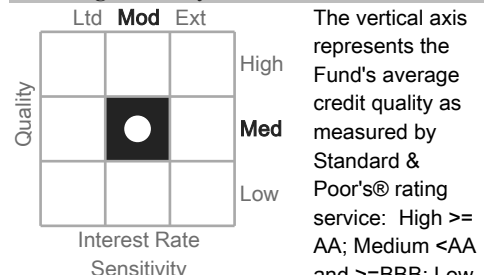 Ltd Mod Ext
High
Med
Low
Quality
Interest Rate
Sensitivity
The vertical axis
represents the
Fund's average
credit quality as
measured by
Standard &
Poor's® rating
service: High >=
AA; Medium <AA
and >=BBB; Low